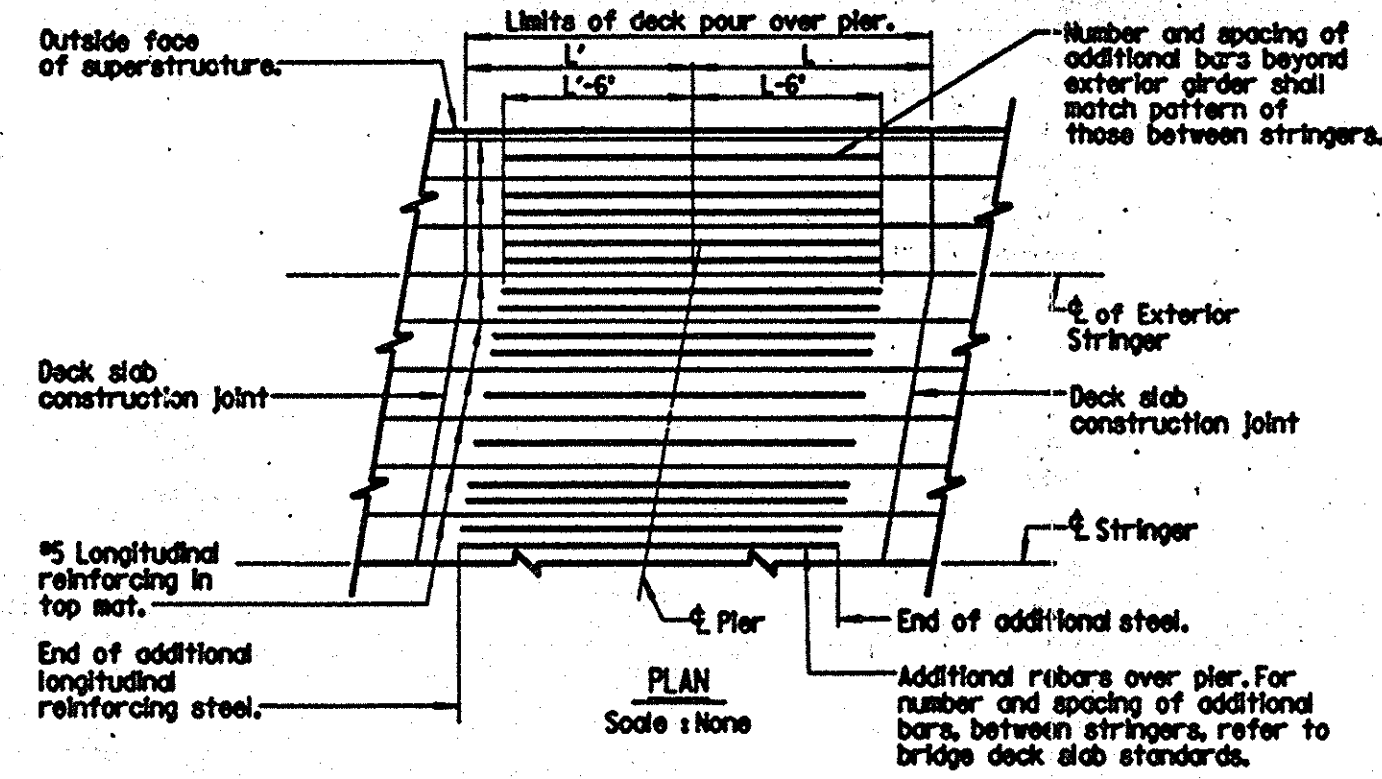 Limits of deck pour over pier.
Outside face
of superstructure.
L'
L
L'-6"
L-6"
Number and spacing of
additional bars beyond
exterior girder shall
match pattern of
those between stringers.
℄ of Exterior
Stringer
Deck slab
construction joint
Deck slab
construction joint
℄ Stringer
#5 Longitudinal
reinforcing in
top mat.
℄ Pier
End of additional steel.
End of additional
longitudinal
reinforcing steel.
PLAN
Scale : None
Additional rebars over pier. For
number and spacing of additional
bars, between stringers, refer to
bridge deck slab standards.